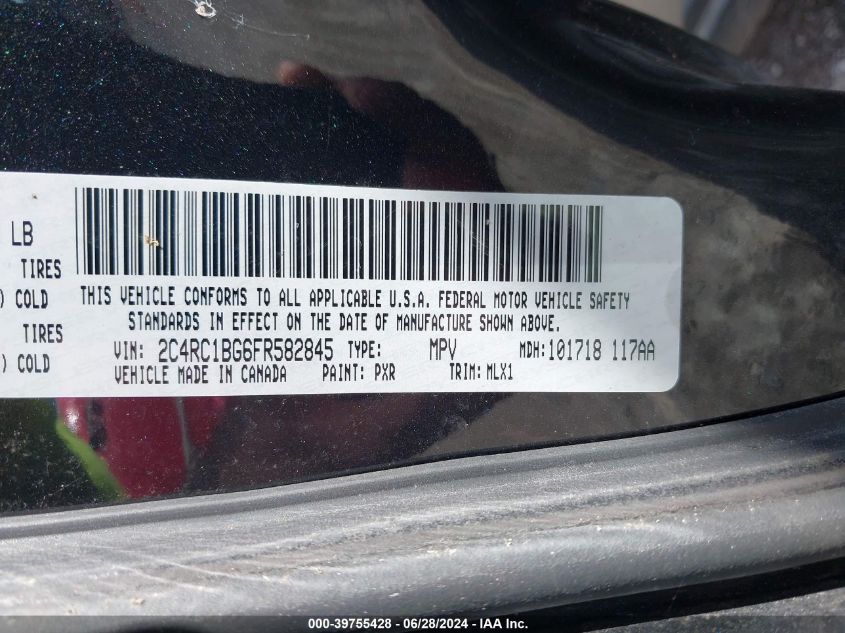 LB
TIRES
) COLD
THIS VEHICLE CONFORMS TO ALL APPLICABLE U.S.A. FEDERAL MOTOR VEHICLE SAFETY
TIRES
STANDARDS IN EFFECT ON THE DATE OF MANUFACTURE SHOWN ABOVE.
) COLD
VIN: 2C4RC1BG6FR582845 TYPE: MPV MDH: 101718 117AA
VEHICLE MADE IN CANADA PAINT: PXR TRIM: MLX1
000-39755428 - 06/28/2024 - IAA Inc.